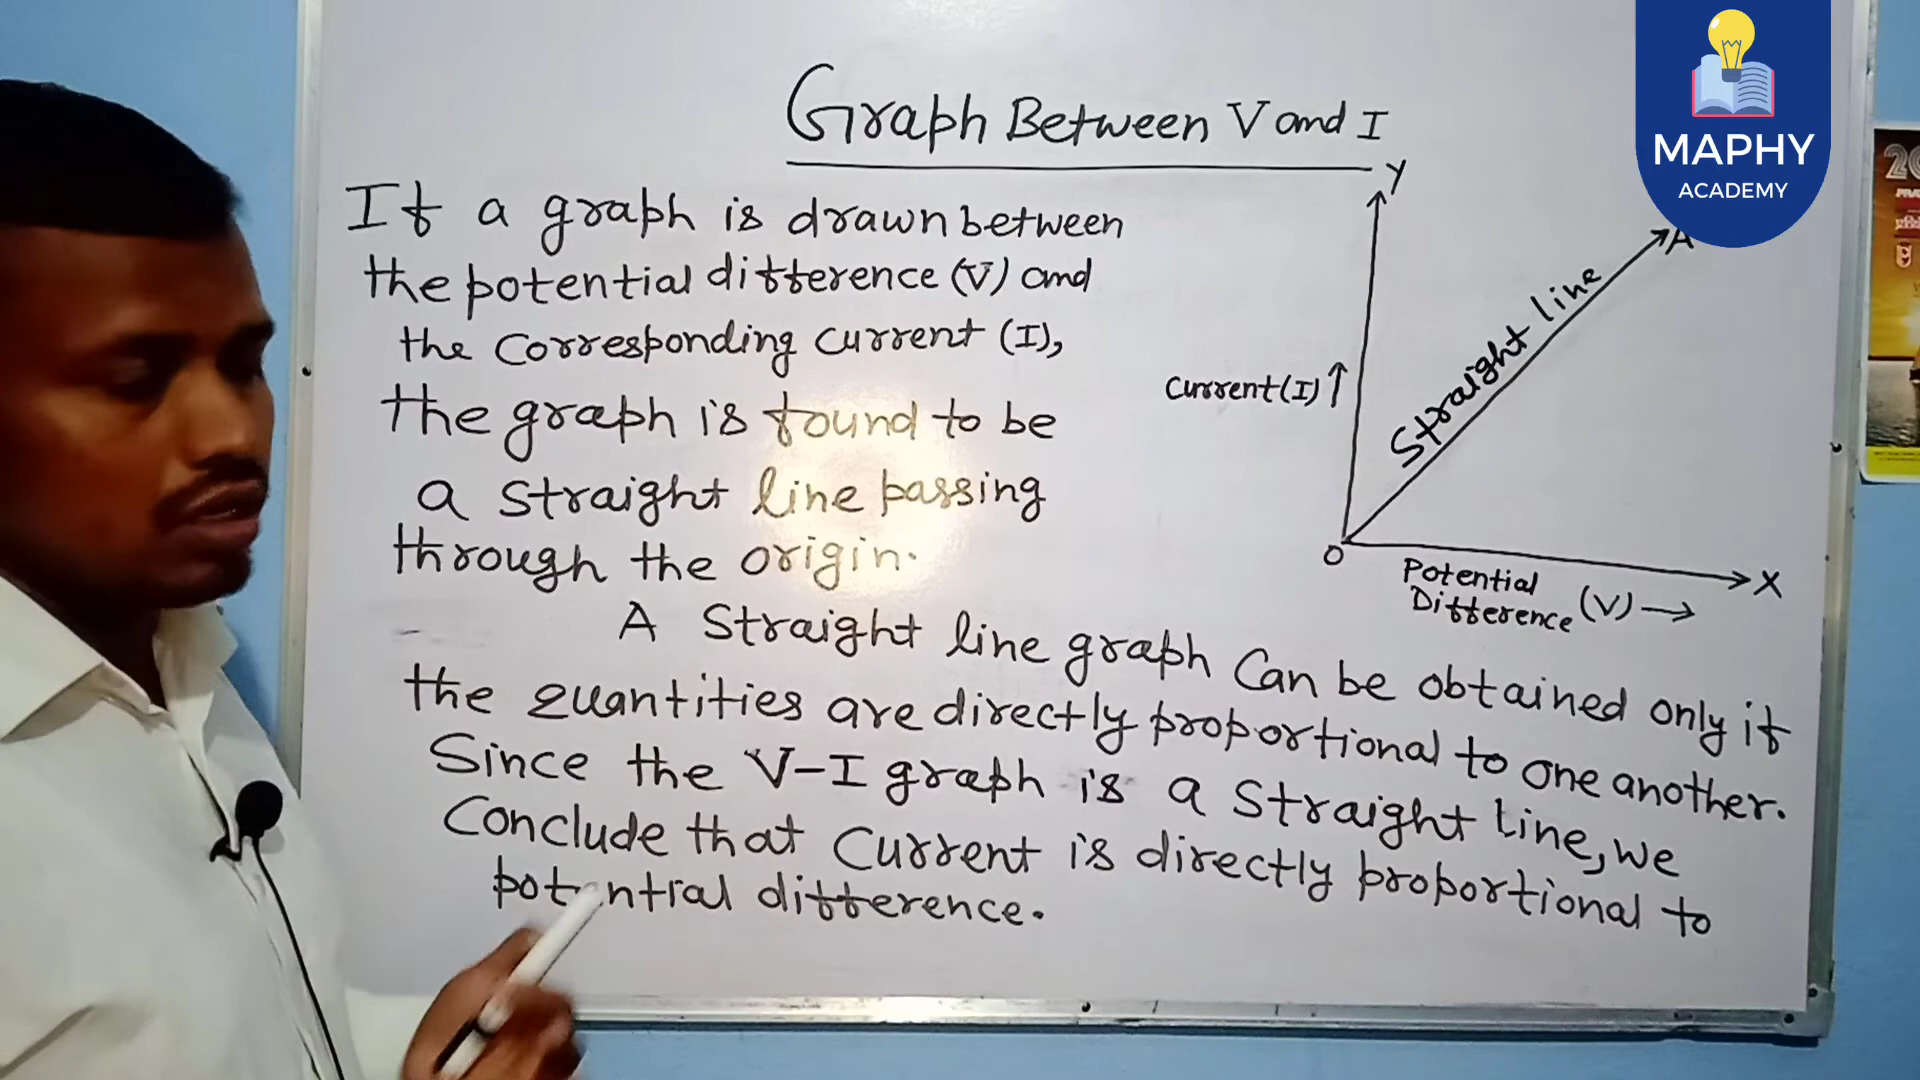 Graph Between V and I
If a graph is drawn between
the potential difference (V) and
the corresponding current (I),
the graph is found to be
a straight line passing
through the origin.
A straight line graph can be obtained only if
the quantities are directly proportional to one another.
Since the V-I graph is a straight line, we
conclude that current is directly proportional to
potential difference.
Y
A
Straight line
Current (I) ↑
O
X
Potential
Difference (V) →
MAPHY
ACADEMY